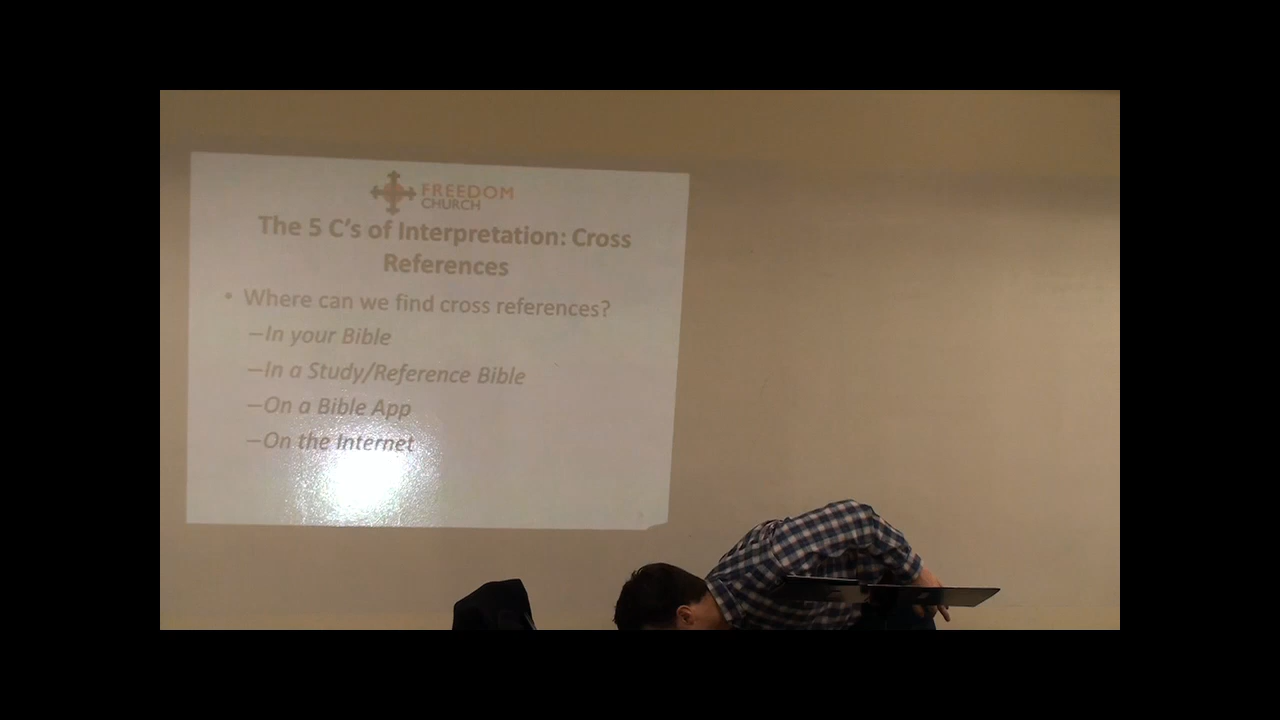 FREEDOM
CHURCH
The 5 C's of Interpretation: Cross
References
• Where can we find cross references?
–In your Bible
–In a Study/Reference Bible
–On a Bible App
–On the Internet